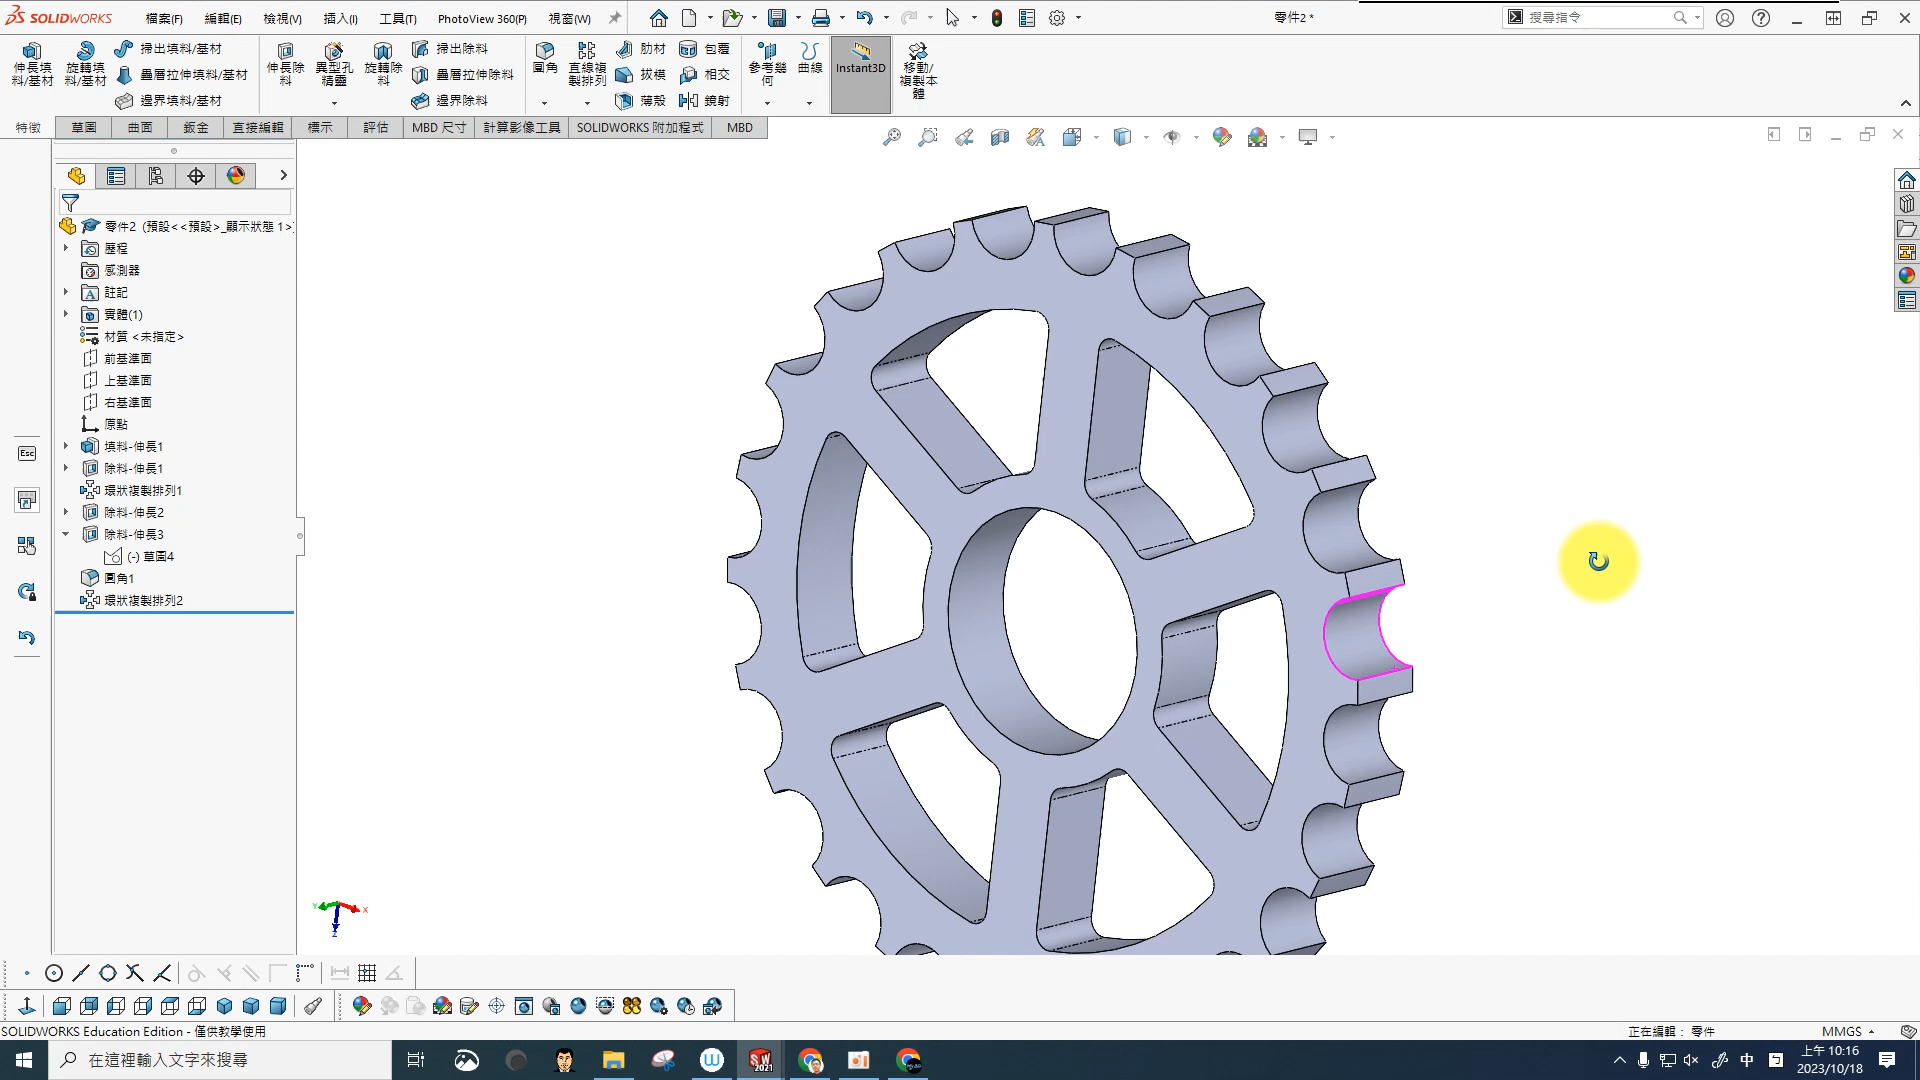 SOLIDWORKS 檔案(F) 編輯(E) 檢視(V) 插入(I) 工具(T) PhotoView 360(P) 視窗(W) 零件2 * 搜尋指令
伸長填料/基材 旋轉填料/基材 掃出填料/基材 疊層拉伸填料/基材 邊界填料/基材
伸長除料 異型孔精靈 旋轉除料 掃出除料 疊層拉伸除料 邊界除料
圓角 直線複製排列 肋材 拔模 薄殼 包覆 相交 鏡射
參考幾何 曲線 Instant3D 移動/複製本體
特徵 草圖 曲面 鈑金 直接編輯 標示 評估 MBD 尺寸 計算影像工具 SOLIDWORKS 附加程式 MBD
零件2 (預設<<預設>_顯示狀態 1>
歷程
感測器
註記
實體(1)
材質 <未指定>
前基準面
上基準面
右基準面
原點
填料-伸長1
除料-伸長1
環狀複製排列1
除料-伸長2
除料-伸長3
(-) 草圖4
圓角1
環狀複製排列2
Esc
Y X
Z
SOLIDWORKS Education Edition - 僅供教學使用 正在編輯： 零件 MMGS
在這裡輸入文字來搜尋 W SW 2021 中 上午 10:16
2023/10/18